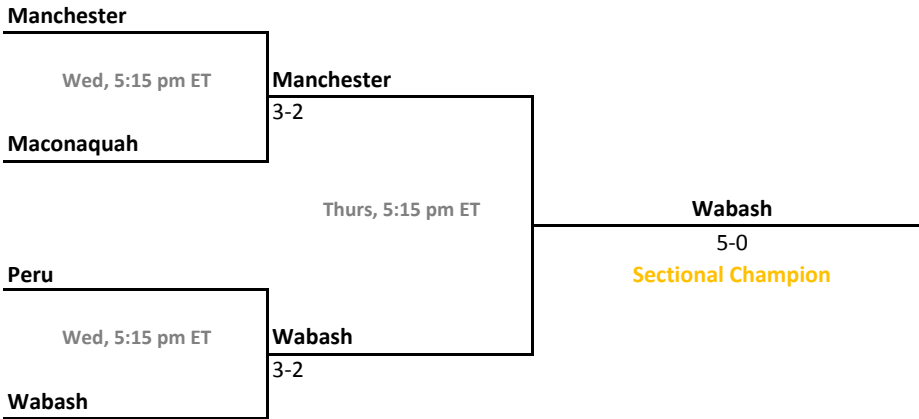 Manchester
Wed, 5:15 pm ET
Manchester
3-2
Maconaquah
Thurs, 5:15 pm ET
Wabash
5-0
Sectional Champion
Peru
Wed, 5:15 pm ET
Wabash
3-2
Wabash